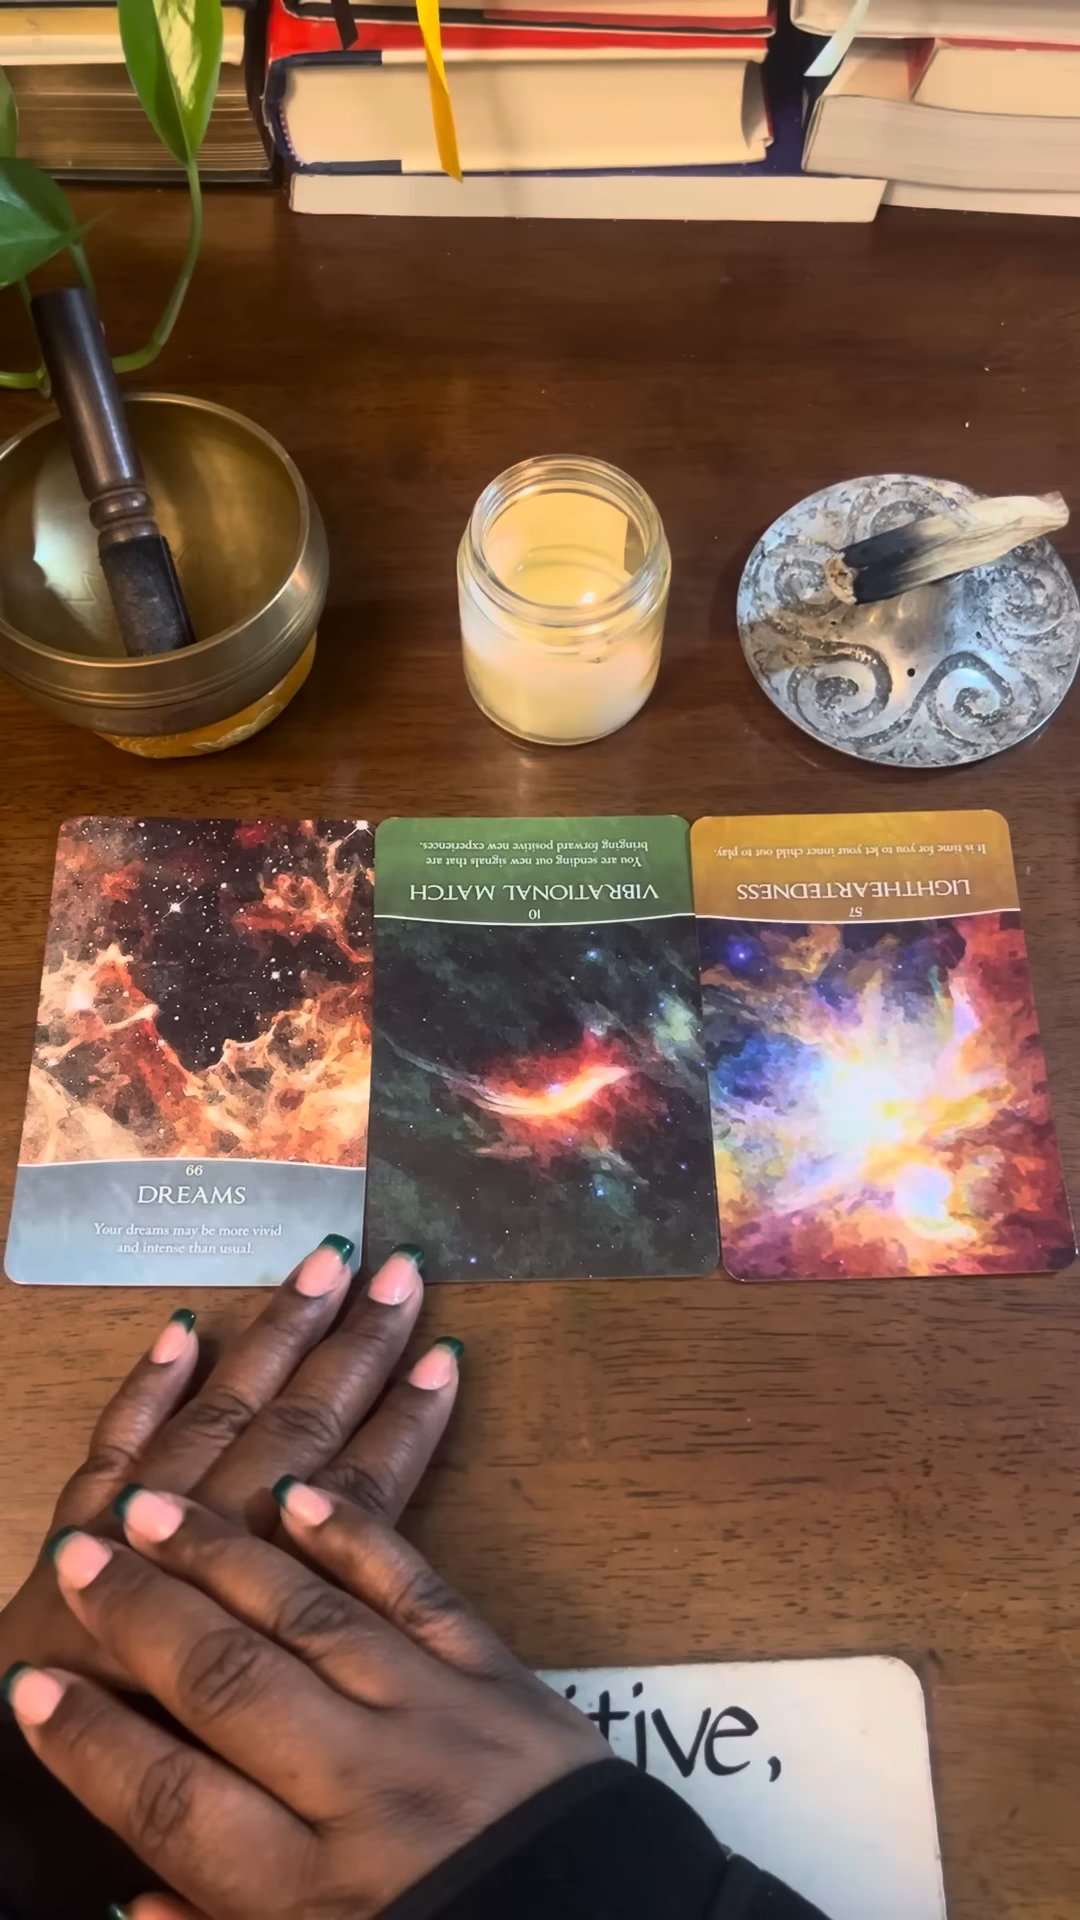 66
DREAMS
Your dreams may be more vivid
and intense than usual.
10
VIBRATIONAL MATCH
You are sending out new signals that are
bringing forward positive new experiences.
57
LIGHTHEARTEDNESS
It is time for you to let your inner child out to play.
itive,